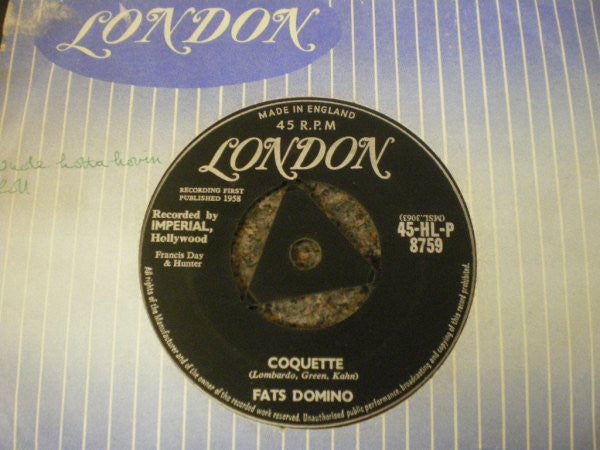 LONDON
MADE IN ENGLAND
45 R.P.M
LONDON
RECORDING FIRST
PUBLISHED 1958
Recorded by
IMPERIAL,
Hollywood
Francis Day
& Hunter
(MSL.3063)
45-HL-P
8759
COQUETTE
(Lombardo, Green, Kahn)
FATS DOMINO
All rights of the Manufacturer and of the owner of the recorded work reserved. Unauthorised public performance, broadcasting and copying of this record prohibited.